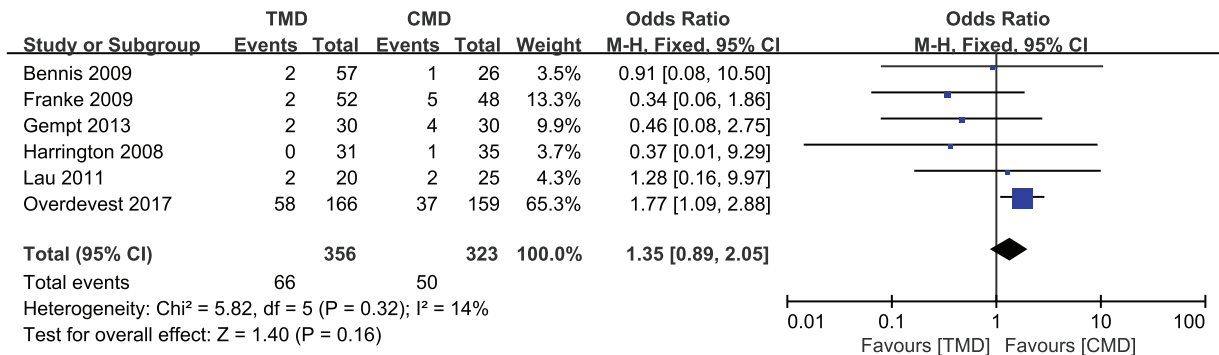 TMD CMD Odds Ratio Odds Ratio
Study or Subgroup Events Total Events Total Weight M-H, Fixed, 95% CI M-H, Fixed, 95% CI
Bennis 2009 2 57 1 26 3.5% 0.91 [0.08, 10.50]
Franke 2009 2 52 5 48 13.3% 0.34 [0.06, 1.86]
Gempt 2013 2 30 4 30 9.9% 0.46 [0.08, 2.75]
Harrington 2008 0 31 1 35 3.7% 0.37 [0.01, 9.29]
Lau 2011 2 20 2 25 4.3% 1.28 [0.16, 9.97]
Overdevest 2017 58 166 37 159 65.3% 1.77 [1.09, 2.88]
Total (95% CI) 356 323 100.0% 1.35 [0.89, 2.05]
Total events 66 50
Heterogeneity: Chi² = 5.82, df = 5 (P = 0.32); I² = 14%
Test for overall effect: Z = 1.40 (P = 0.16)
0.01 0.1 1 10 100
Favours [TMD] Favours [CMD]